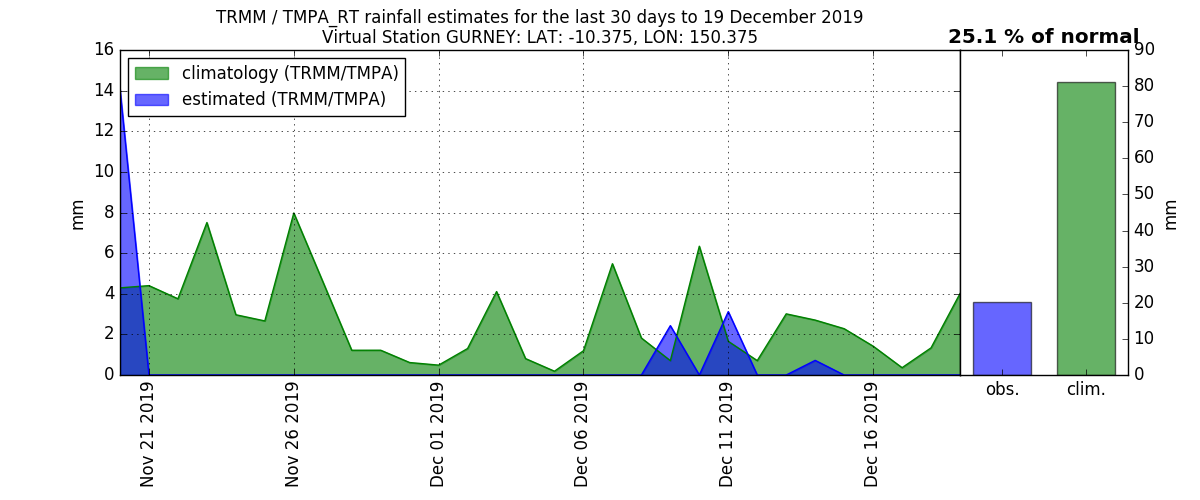 TRMM / TMPA_RT rainfall estimates for the last 30 days to 19 December 2019
Virtual Station GURNEY: LAT: -10.375, LON: 150.375
25.1 % of normal
climatology (TRMM/TMPA)
estimated (TRMM/TMPA)
mm
16
14
12
10
8
6
4
2
0
Nov 21 2019
Nov 26 2019
Dec 01 2019
Dec 06 2019
Dec 11 2019
Dec 16 2019
90
80
70
60
50
40
30
20
10
0
mm
obs.
clim.